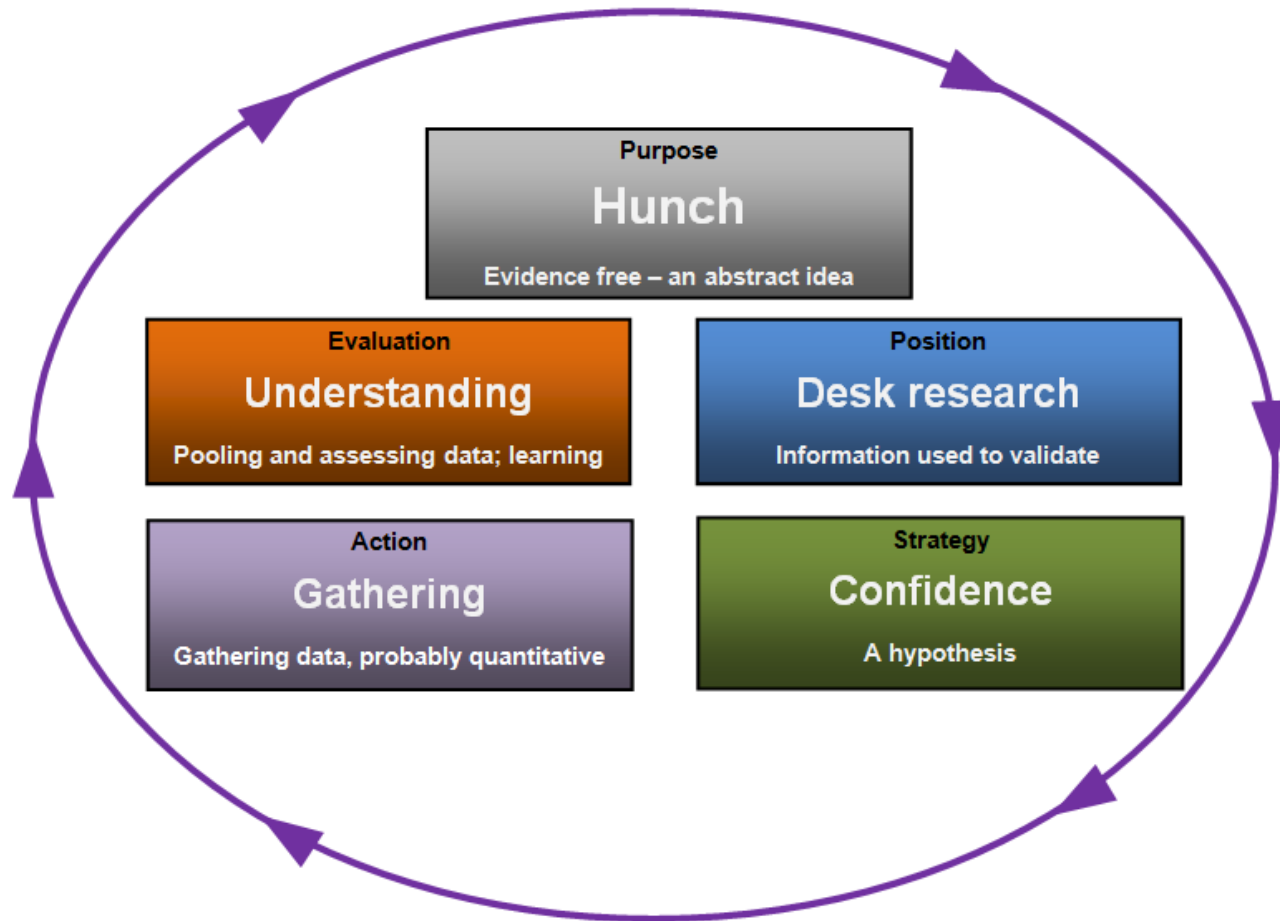 Purpose
Hunch
Evidence free – an abstract idea
Evaluation
Understanding
Pooling and assessing data; learning
Position
Desk research
Information used to validate
Action
Gathering
Gathering data, probably quantitative
Strategy
Confidence
A hypothesis